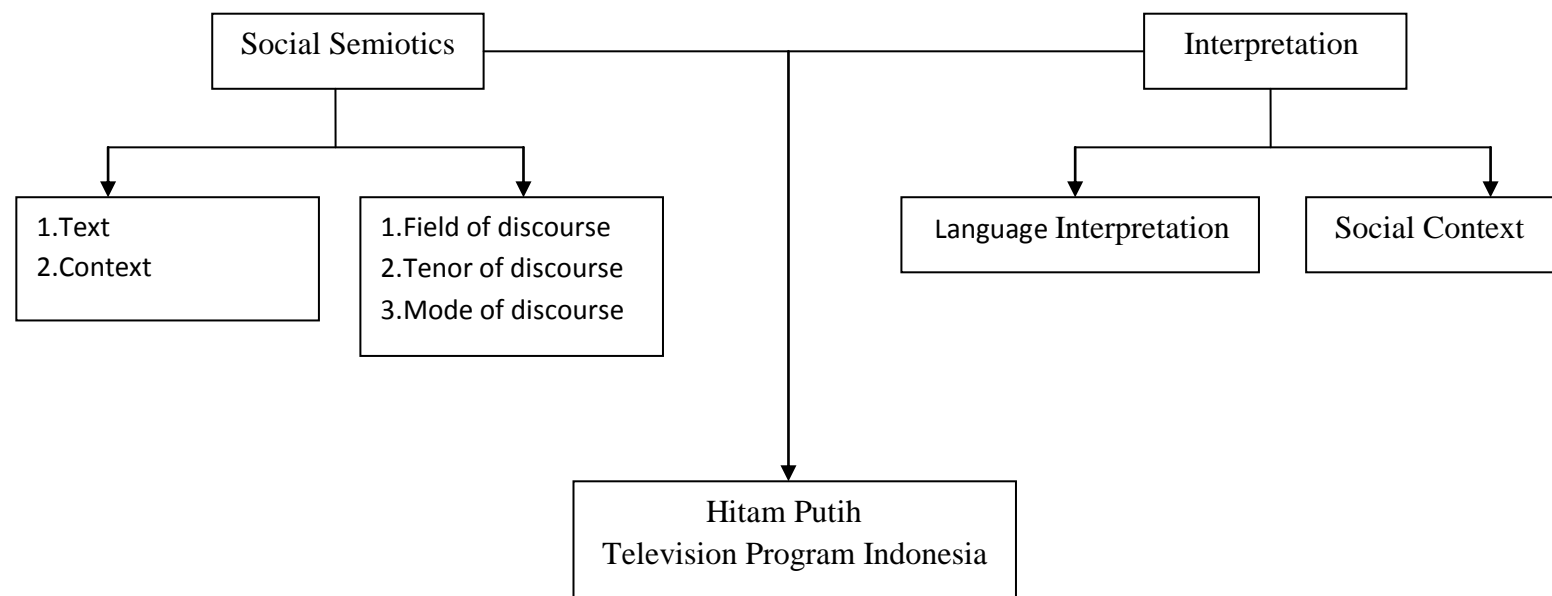 Social Semiotics
Interpretation
1.Text
2.Context
1.Field of discourse
2.Tenor of discourse
3.Mode of discourse
Language Interpretation
Social Context
Hitam Putih
Television Program Indonesia